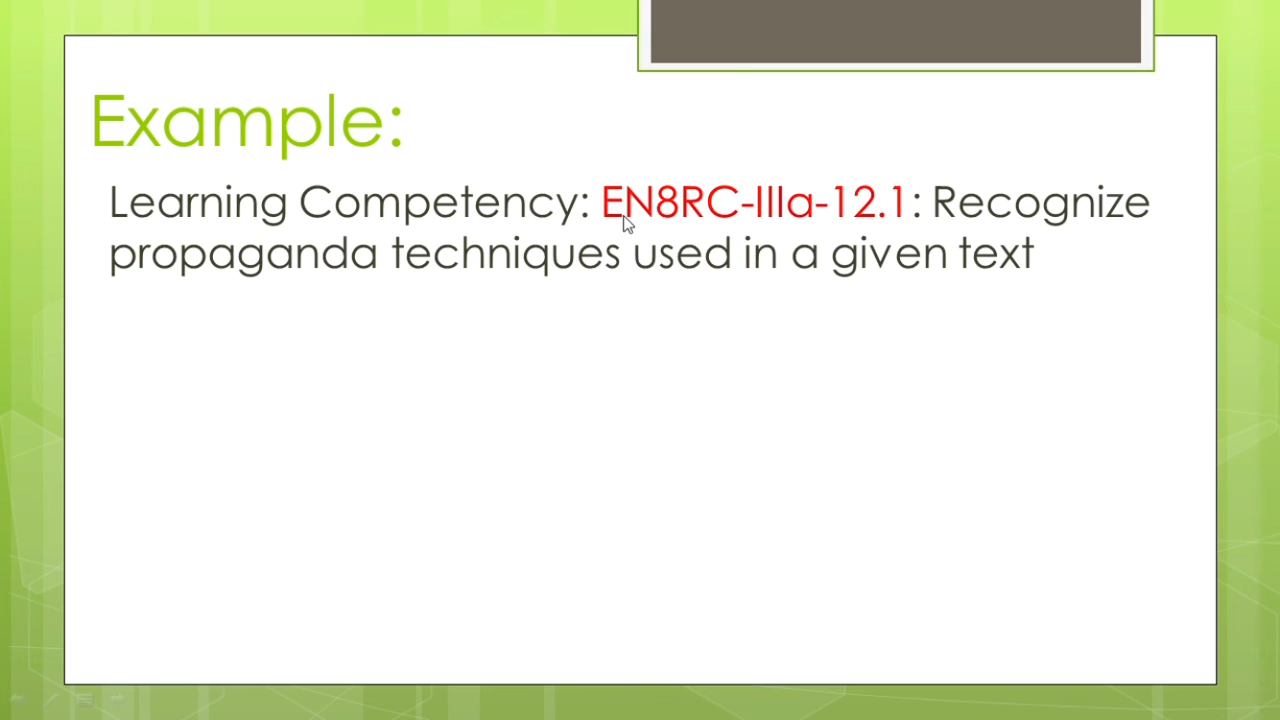 Example:
Learning Competency: EN8RC-IIIa-12.1: Recognize
propaganda techniques used in a given text